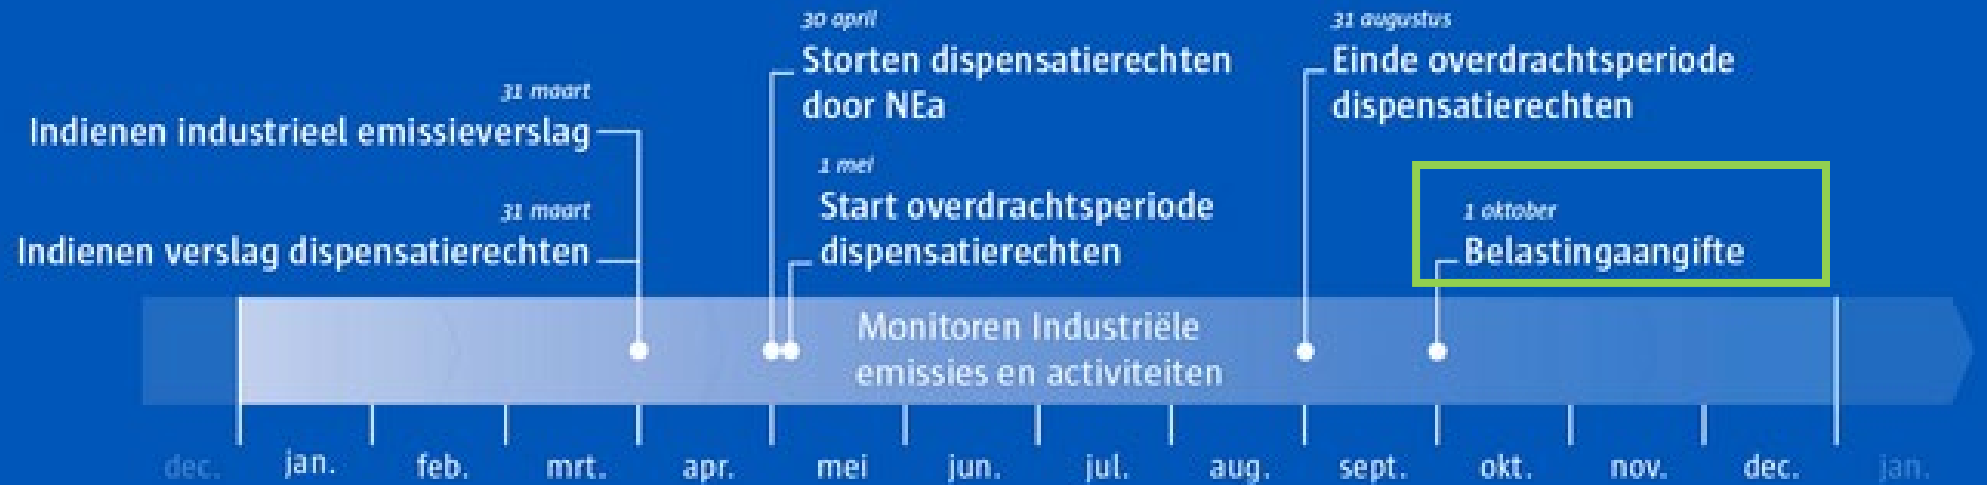 31 maart
Indienen industrieel emissieverslag
31 maart
Indienen verslag dispensatierechten
30 april
Storten dispensatierechten
door NEa
1 mei
Start overdrachtsperiode
dispensatierechten
31 augustus
Einde overdrachtsperiode
dispensatierechten
1 oktober
Belastingaangifte
Monitoren Industriële
emissies en activiteiten
dec. jan. feb. mrt. apr. mei jun. jul. aug. sept. okt. nov. dec. jan.